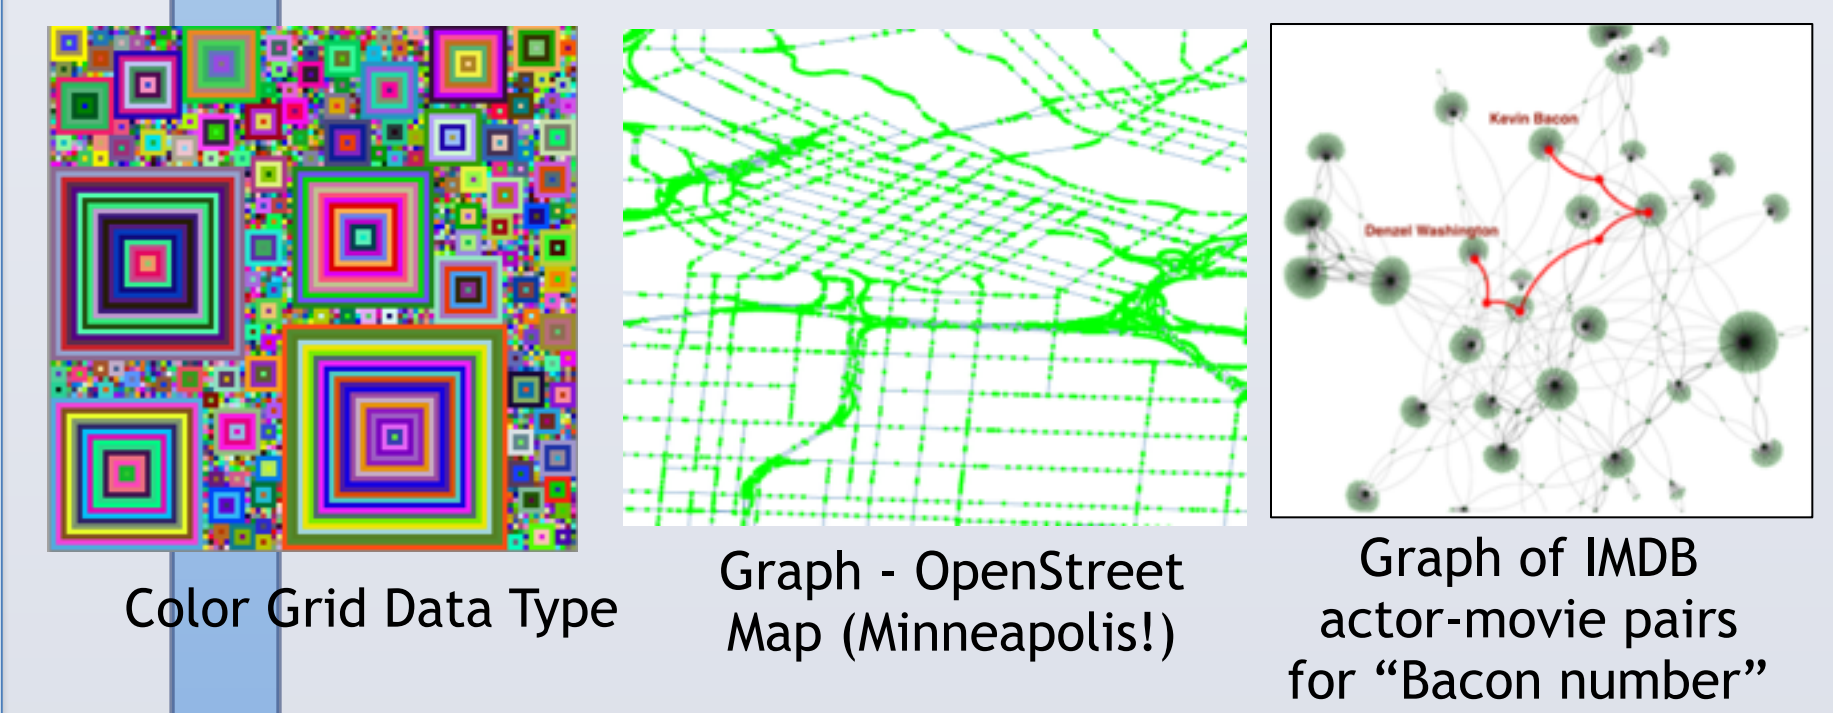 Kevin Bacon
Denzel Washington
Color Grid Data Type
Graph - OpenStreet
Map (Minneapolis!)
Graph of IMDB
actor-movie pairs
for “Bacon number”